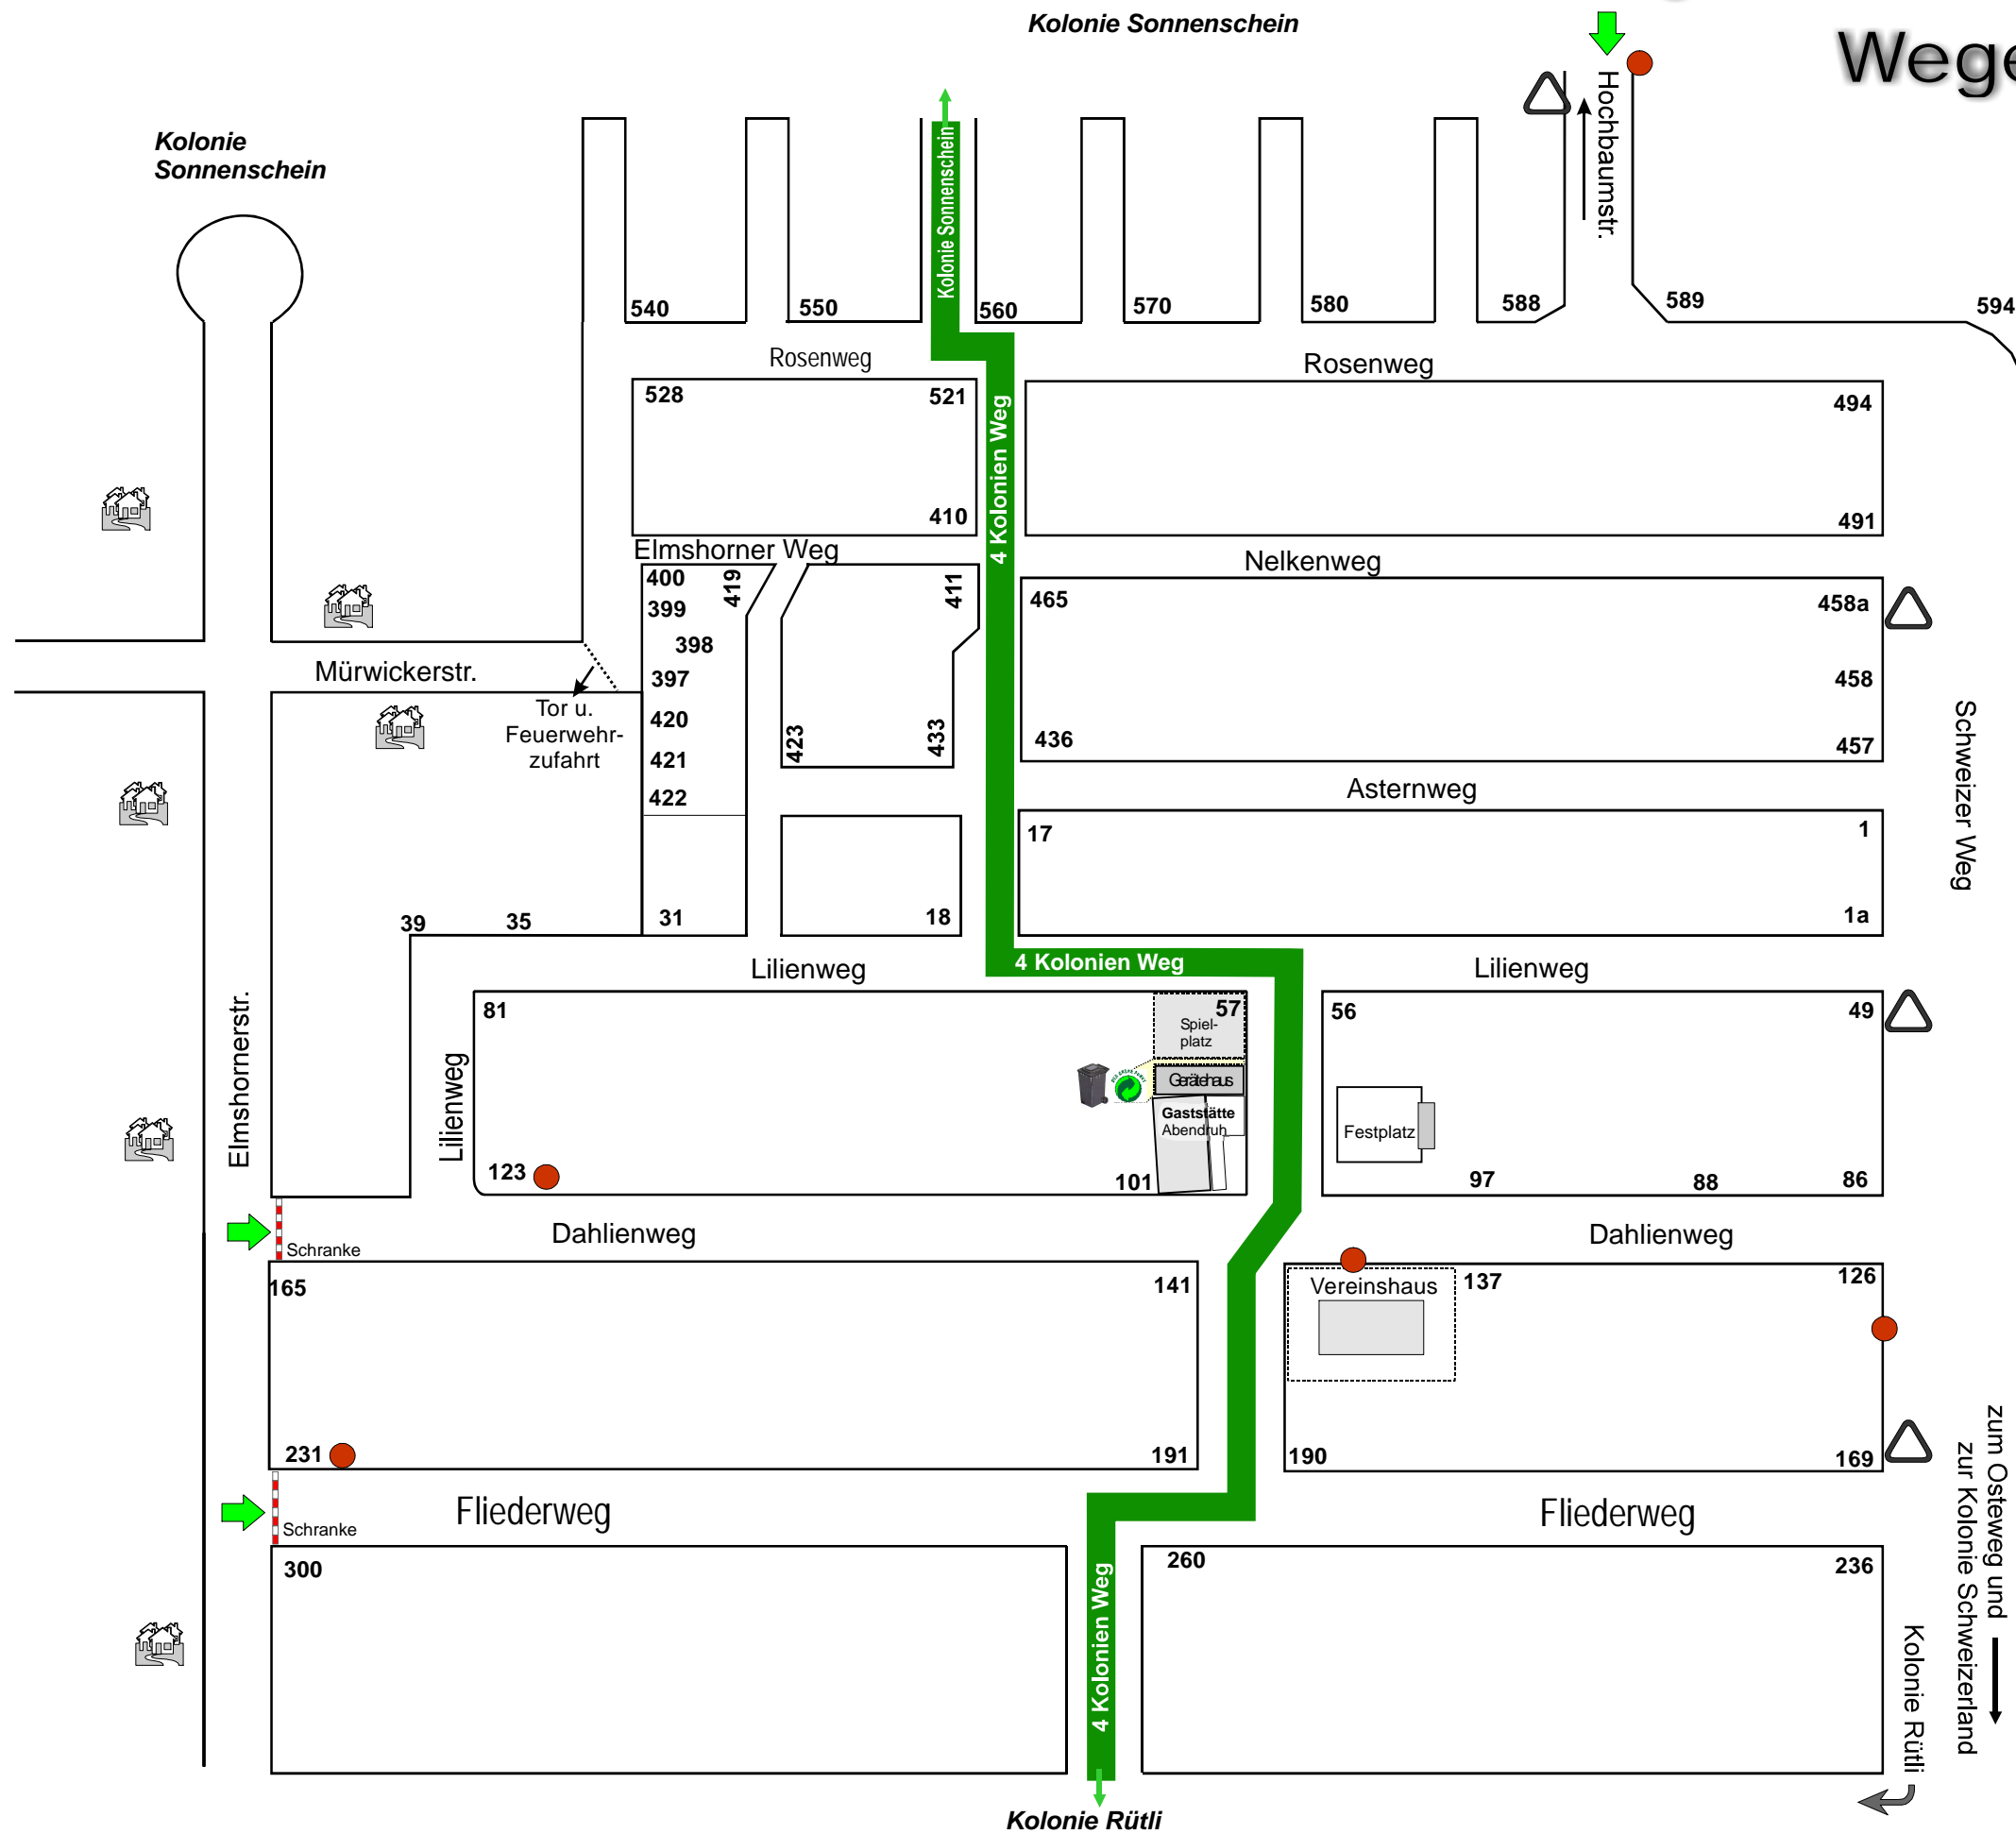 Kolonie Sonnenschein
Wege
Kolonie
Sonnenschein
Hochbaumstr.
Kolonie Sonnenschein
540
550
560
570
580
588
589
594
Rosenweg
Rosenweg
528
521
494
4 Kolonien Weg
410
491
Elmshorner Weg
Nelkenweg
400
419
411
465
458a
399
398
Mürwickerstr.
397
458
Tor u.
Feuerwehr-
zufahrt
420
423
433
436
457
421
422
Asternweg
Schweizer Weg
17
1
39
35
31
18
1a
Lilienweg
4 Kolonien Weg
Lilienweg
81
57
56
49
Spiel-
platz
Elmshornerstr.
Lilienweg
Gerätehaus
Gaststätte
Abendruh
Festplatz
123
101
97
88
86
Dahlienweg
Dahlienweg
Schranke
165
141
Vereinshaus
137
126
231
191
190
169
Fliederweg
Fliederweg
Schranke
zum Osteweg und
zur Kolonie Schweizerland
300
260
236
4 Kolonien Weg
Kolonie Rütli
Kolonie Rütli